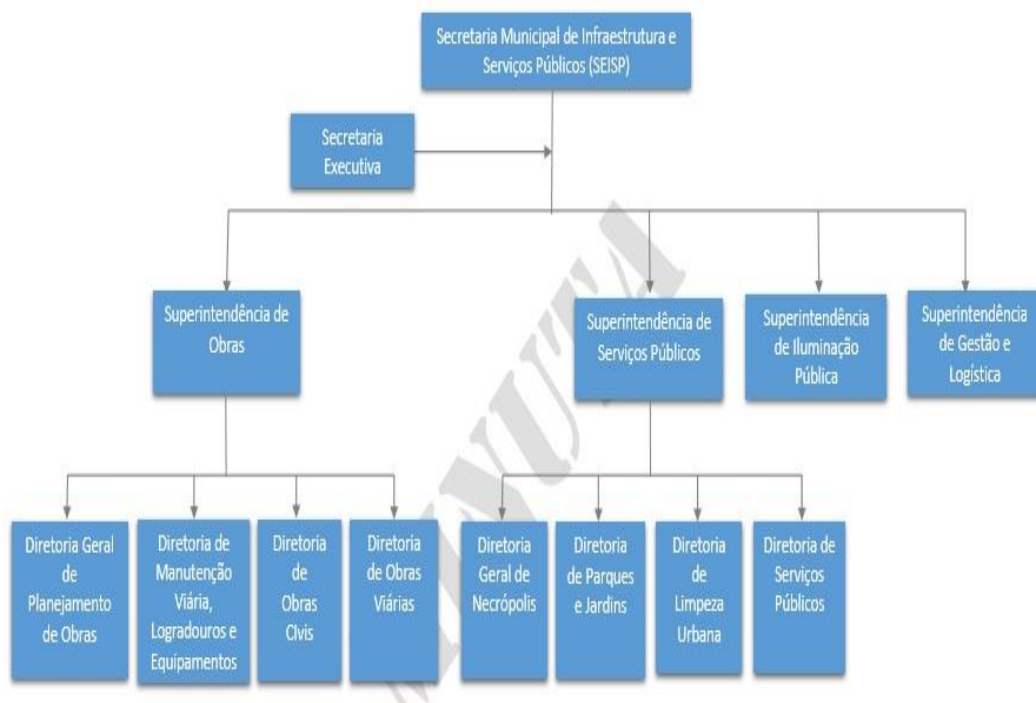 Secretaria Municipal de Infraestrutura e
Serviços Públicos (SEISP)
Secretaria
Executiva
Superintendência de
Obras
Superintendência de
Serviços Públicos
Superintendência
de Iluminação
Pública
Superintendência
de Gestão e
Logística
Diretoria Geral
de
Planejamento
de Obras
Diretoria de
Manutenção
Viária,
Logradouros e
Equipamentos
Diretoria
de
Obras
CIvis
Diretoria
de Obras
Viárias
Diretoria
Geral de
Necrópolis
Diretoria
de Parques
e Jardins
Diretoria
de
Limpeza
Urbana
Diretoria de
Serviços
Públicos
MINUTA